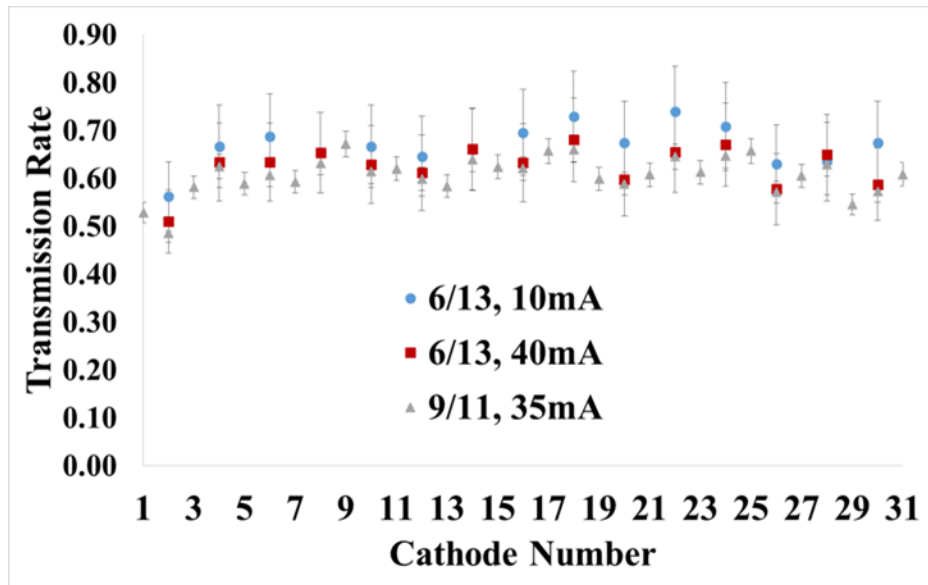 Transmission Rate
0.90
0.80
0.70
0.60
0.50
0.40
0.30
0.20
0.10
0.00
6/13, 10mA
6/13, 40mA
9/11, 35mA
1 3 5 7 9 11 13 15 17 19 21 23 25 27 29 31
Cathode Number